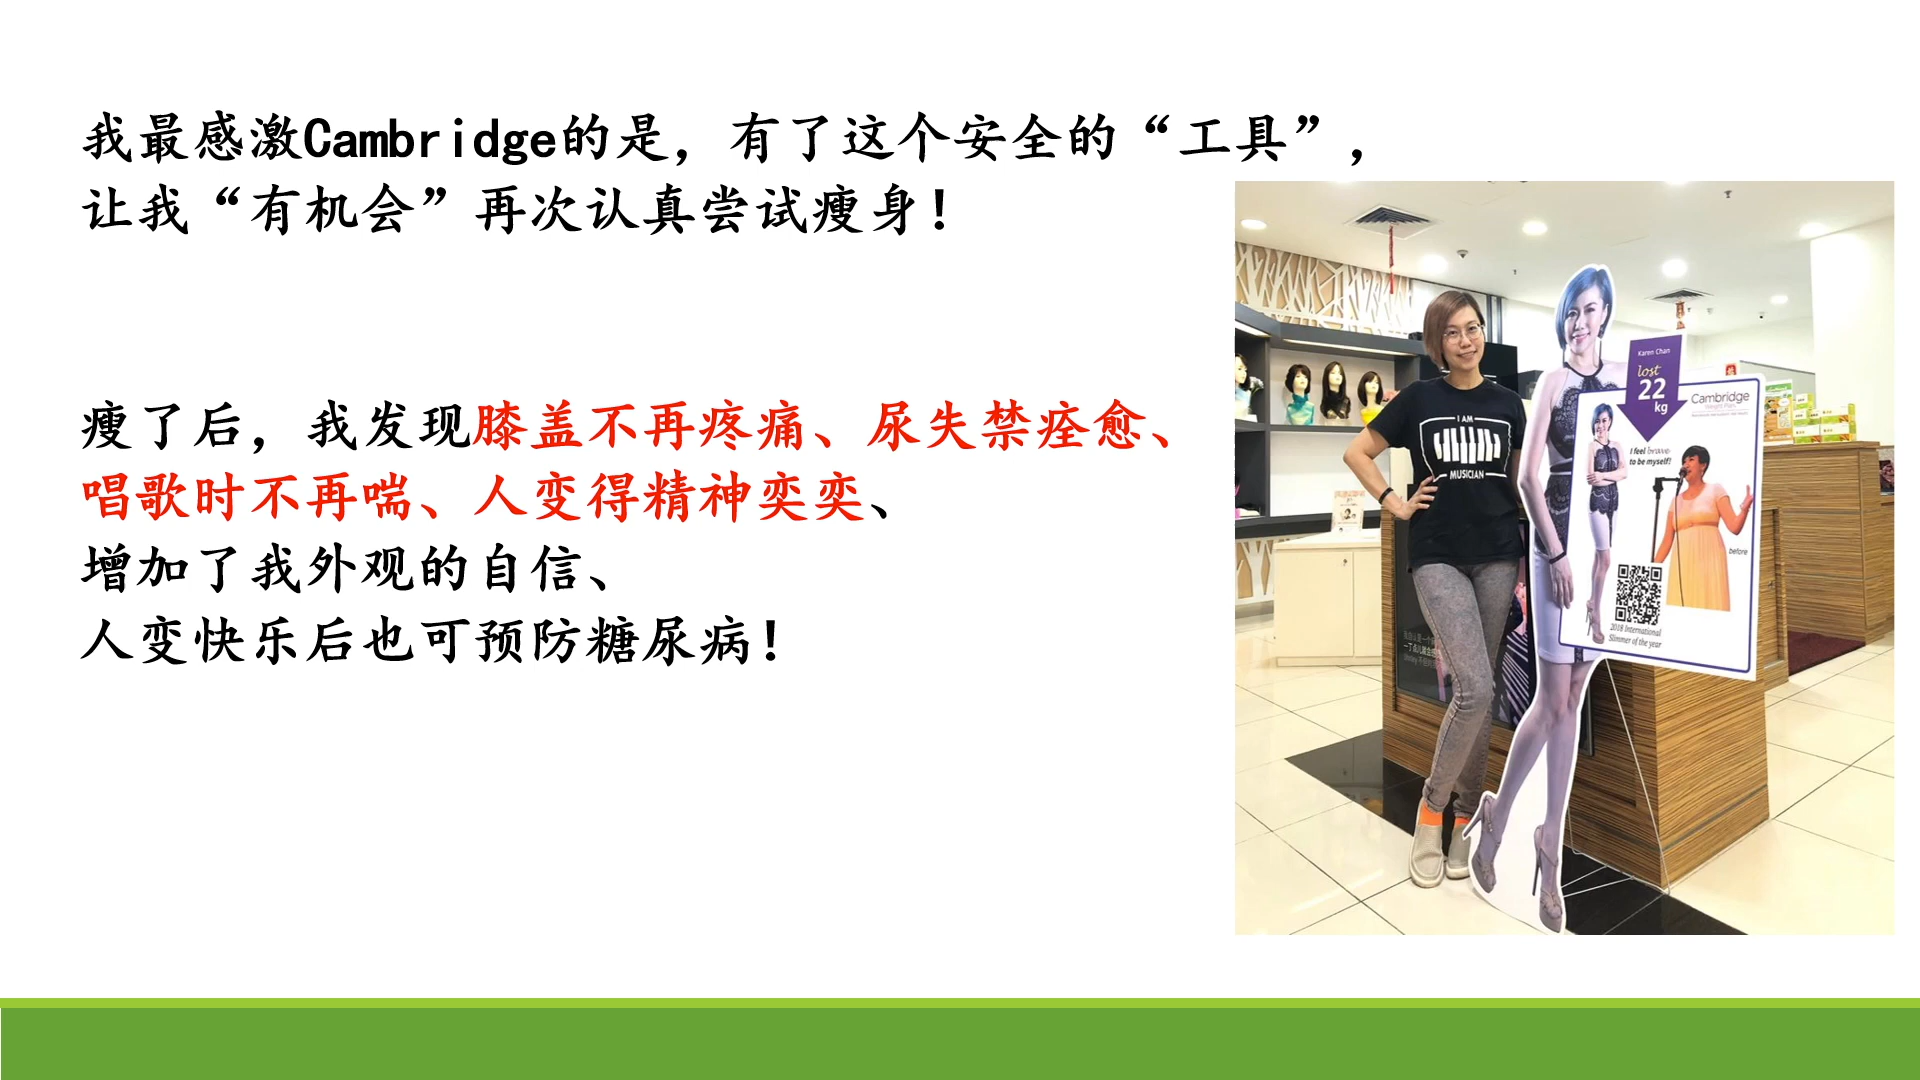 我最感激Cambridge的是，有了这个安全的“工具”，
让我“有机会”再次认真尝试瘦身！
瘦了后，我发现膝盖不再疼痛、尿失禁痊愈、
唱歌时不再喘、人变得精神奕奕、
增加了我外观的自信、
人变快乐后也可预防糖尿病！
I AM
MUSICIAN
Karen Chan
lost
22
kg
Cambridge
I feel brave
to be myself!
before
2018 International
Slimmer of the year